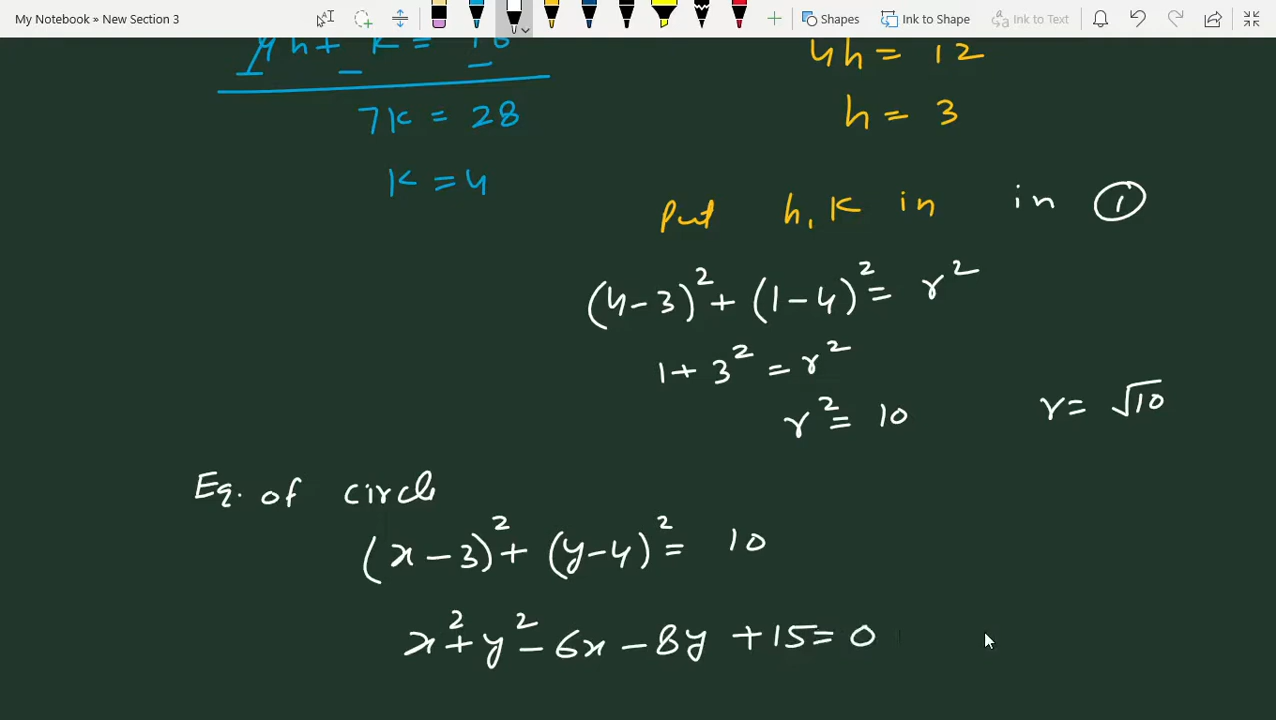 My Notebook » New Section 3
Shapes
Ink to Shape
Ink to Text
4h + k = 16
7k = 28
k = 4
4h = 12
h = 3
Put h, k in in ①
(4-3)² + (1-4)² = r²
1 + 3² = r²
r² = 10 r = √10
Eq. of circle
(x-3)² + (y-4)² = 10
x² + y² - 6x - 8y + 15 = 0